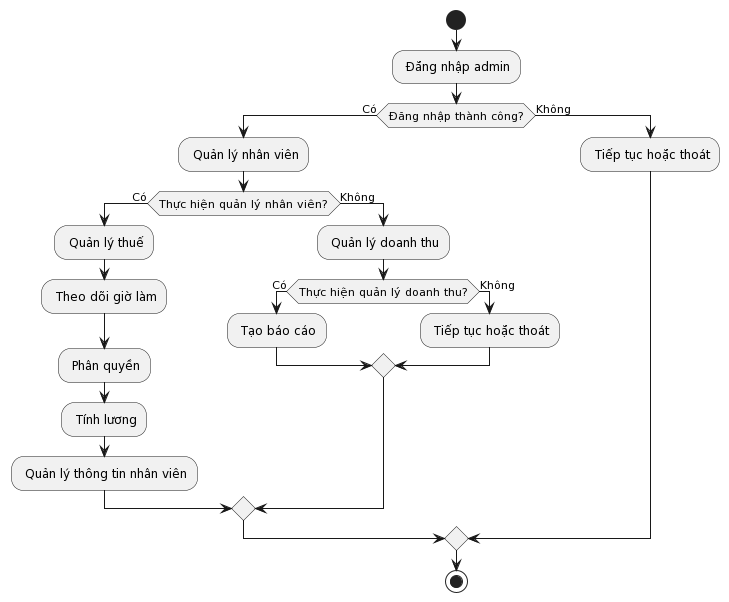 Đăng nhập admin
Đăng nhập thành công?
Có
Không
Quản lý nhân viên
Tiếp tục hoặc thoát
Thực hiện quản lý nhân viên?
Có
Không
Quản lý thuế
Quản lý doanh thu
Theo dõi giờ làm
Thực hiện quản lý doanh thu?
Có
Không
Tạo báo cáo
Tiếp tục hoặc thoát
Phân quyền
Tính lương
Quản lý thông tin nhân viên